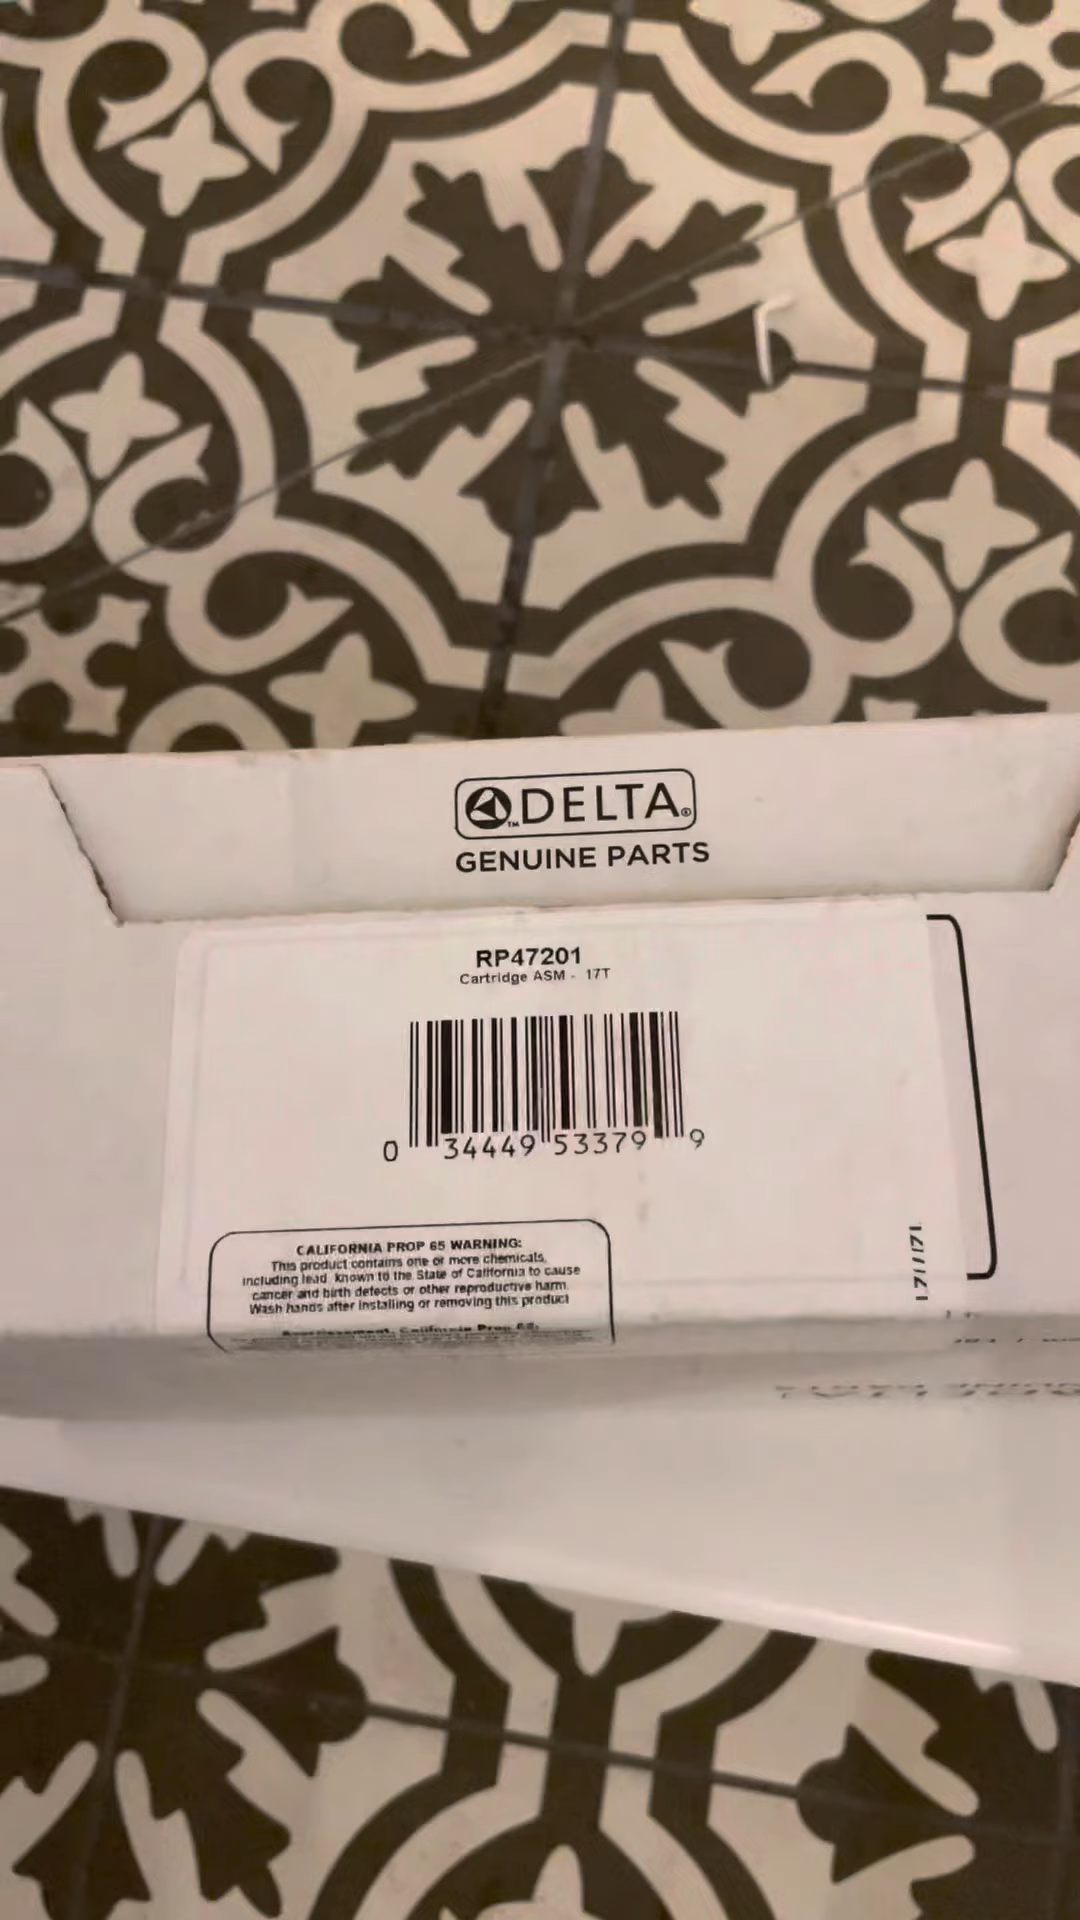 DELTA®
GENUINE PARTS
RP47201
Cartridge ASM - 17T
0 34449 53379 9
CALIFORNIA PROP 65 WARNING:
This product contains one or more chemicals,
including lead, known to the State of California to cause
cancer and birth defects or other reproductive harm.
Wash hands after installing or removing this product